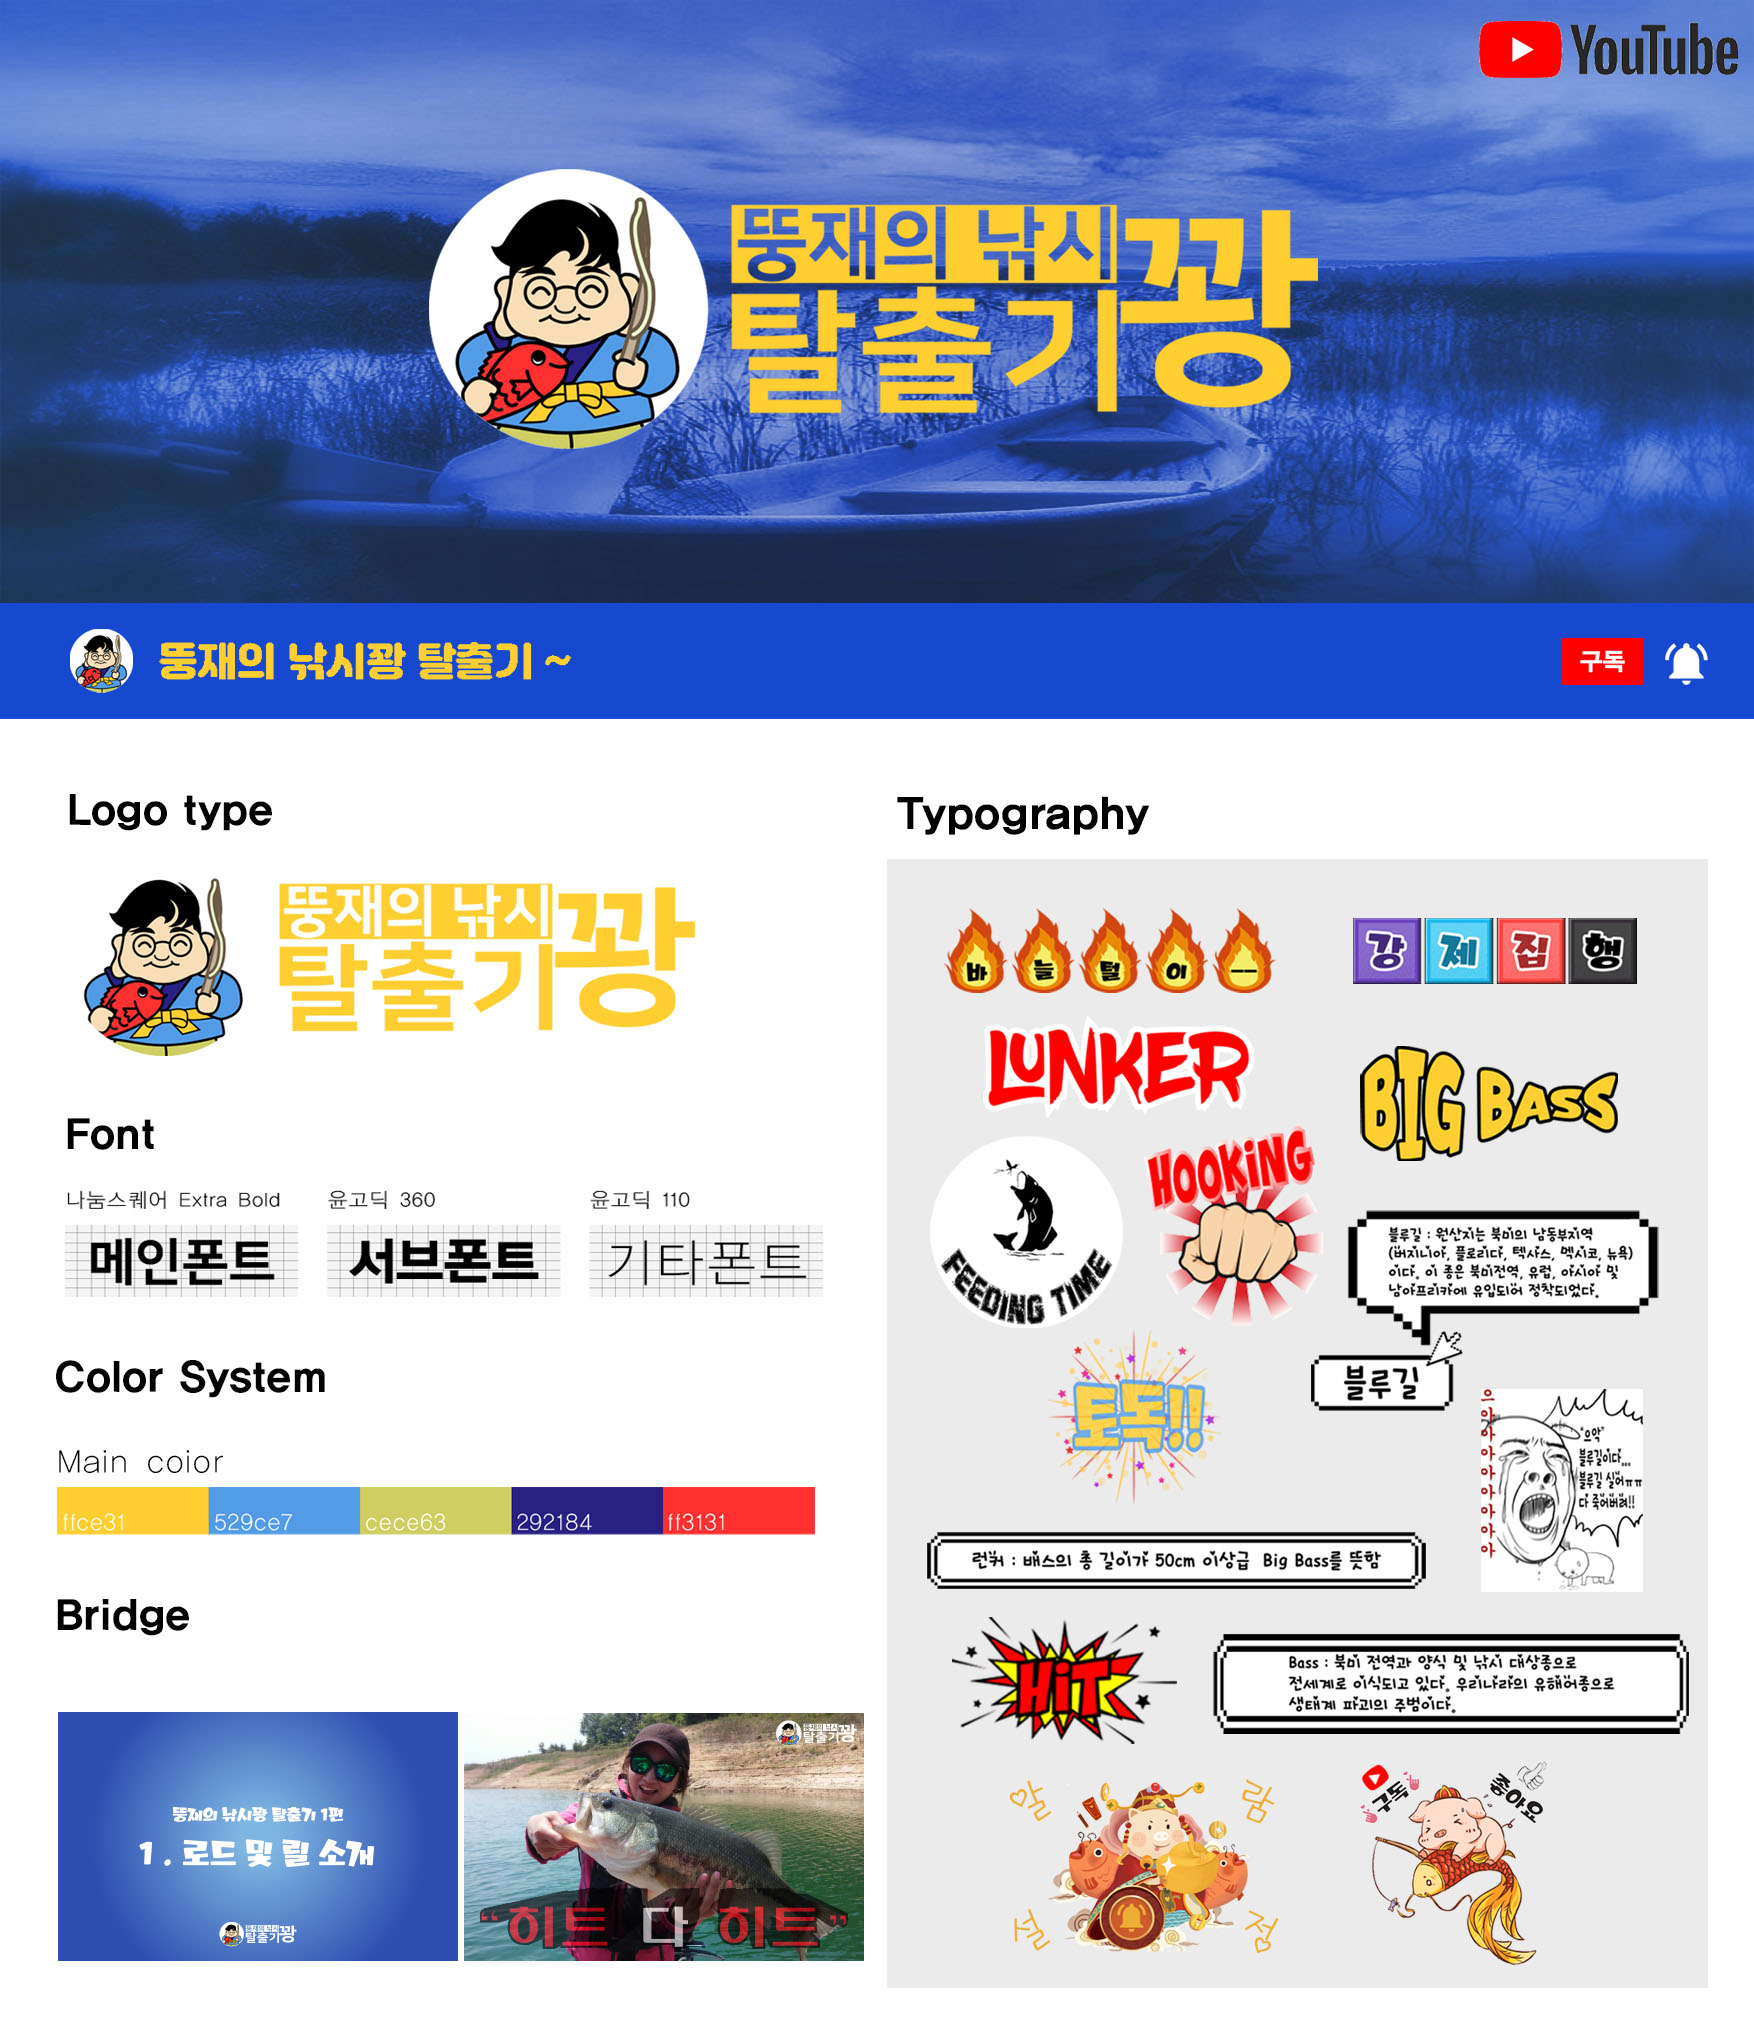 YouTube
뚱재의 낚시
탈출기꽝
뚱재의 낚시꽝 탈출기 ~
구독
Logo type
뚱재의 낚시
탈출기꽝
Font
나눔스퀘어 Extra Bold
윤고딕 360
윤고딕 110
메인폰트
서브폰트
기타폰트
Color System
Main coior
ffce31
529ce7
cece63
292184
ff3131
Bridge
뚱재의 낚시꽝 탈출기 1편
1 . 로드 및 릴 소개
뚱재의 낚시
탈출기꽝
뚱재의 낚시
탈출기꽝
“히트 다 히트”
Typography
바늘털이ㅡ
강제집행
LUNKER
BIG BASS
FEEDING TIME
HOOKiNG
블루길 : 원산지는 북미의 남동부지역
(버지니아, 플로리다, 텍사스, 멕시코, 뉴욕)
이다. 이 종은 북미전역, 유럽, 아시아 및
남아프리카에 유입되어 정착되었다.
블루길
토독!!
으아아아아아아아아
"으악"
블루길이다...
블루길 싫어ㅠㅠ
다 죽어버려!!
런커 : 배스의 총 길이가 50cm 이상급 Big Bass를 뜻함
HiT
Bass : 북미 전역과 양식 및 낚시 대상종으로
전세계로 이식되고 있다. 우리나라의 유해어종으로
생태계 파괴의 주범이다.
알람
설정
구독
좋아요